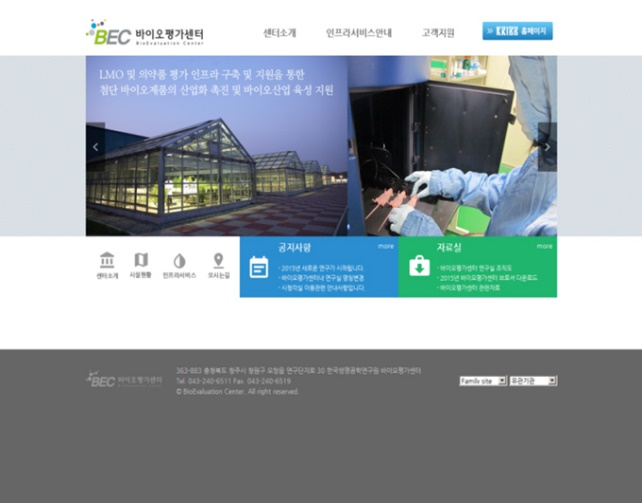 BEC 바이오평가센터
BioEvaluation Center
센터소개 인프라서비스안내 고객지원
KRIBB 홈페이지
LMO 및 의약품 평가 인프라 구축 및 지원을 통한
첨단 바이오제품의 산업화 촉진 및 바이오산업 육성 지원
센터소개 시설현황 인프라서비스 오시는길
공지사항 more
- 2015년 새로운 연구가 시작됩니다.
- 바이오평가센터내 연구실 명칭변경
- 시청각실 이용관련 안내사항입니다.
자료실 more
- 바이오평가센터 연구실 조직도
- 2015년 바이오평가센터 브로셔 다운로드
- 바이오평가센터 관련자료
BEC 바이오평가센터
363-883 충청북도 청주시 청원구 오창읍 연구단지로 30 한국생명공학연구원 바이오평가센터
Tel. 043-240-6511 Fax. 043-240-6519
© BioEvaluation Center. All right reserved.
Family site 유관기관